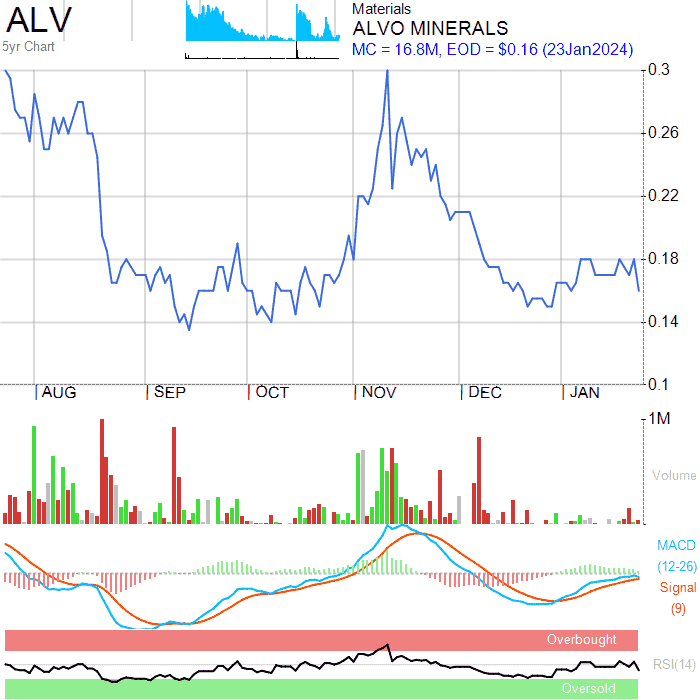 ALV
5yr Chart
Materials
ALVO MINERALS
MC = 16.8M, EOD = $0.16 (23Jan2024)
0.3
0.26
0.22
0.18
0.14
0.1
AUG SEP OCT NOV DEC JAN
1M
Volume
MACD
(12-26)
Signal
(9)
Overbought
RSI(14)
Oversold